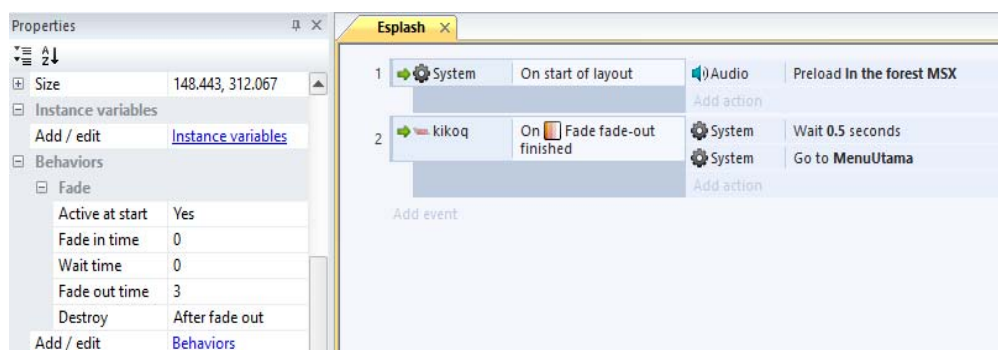 Properties
Size 148.443, 312.067
Instance variables
Add / edit Instance variables
Behaviors
Fade
Active at start Yes
Fade in time 0
Wait time 0
Fade out time 3
Destroy After fade out
Add / edit Behaviors
Esplash
1 System On start of layout Audio Preload In the forest MSX
Add action
2 kikoq On Fade fade-out finished System Wait 0.5 seconds
System Go to MenuUtama
Add action
Add event